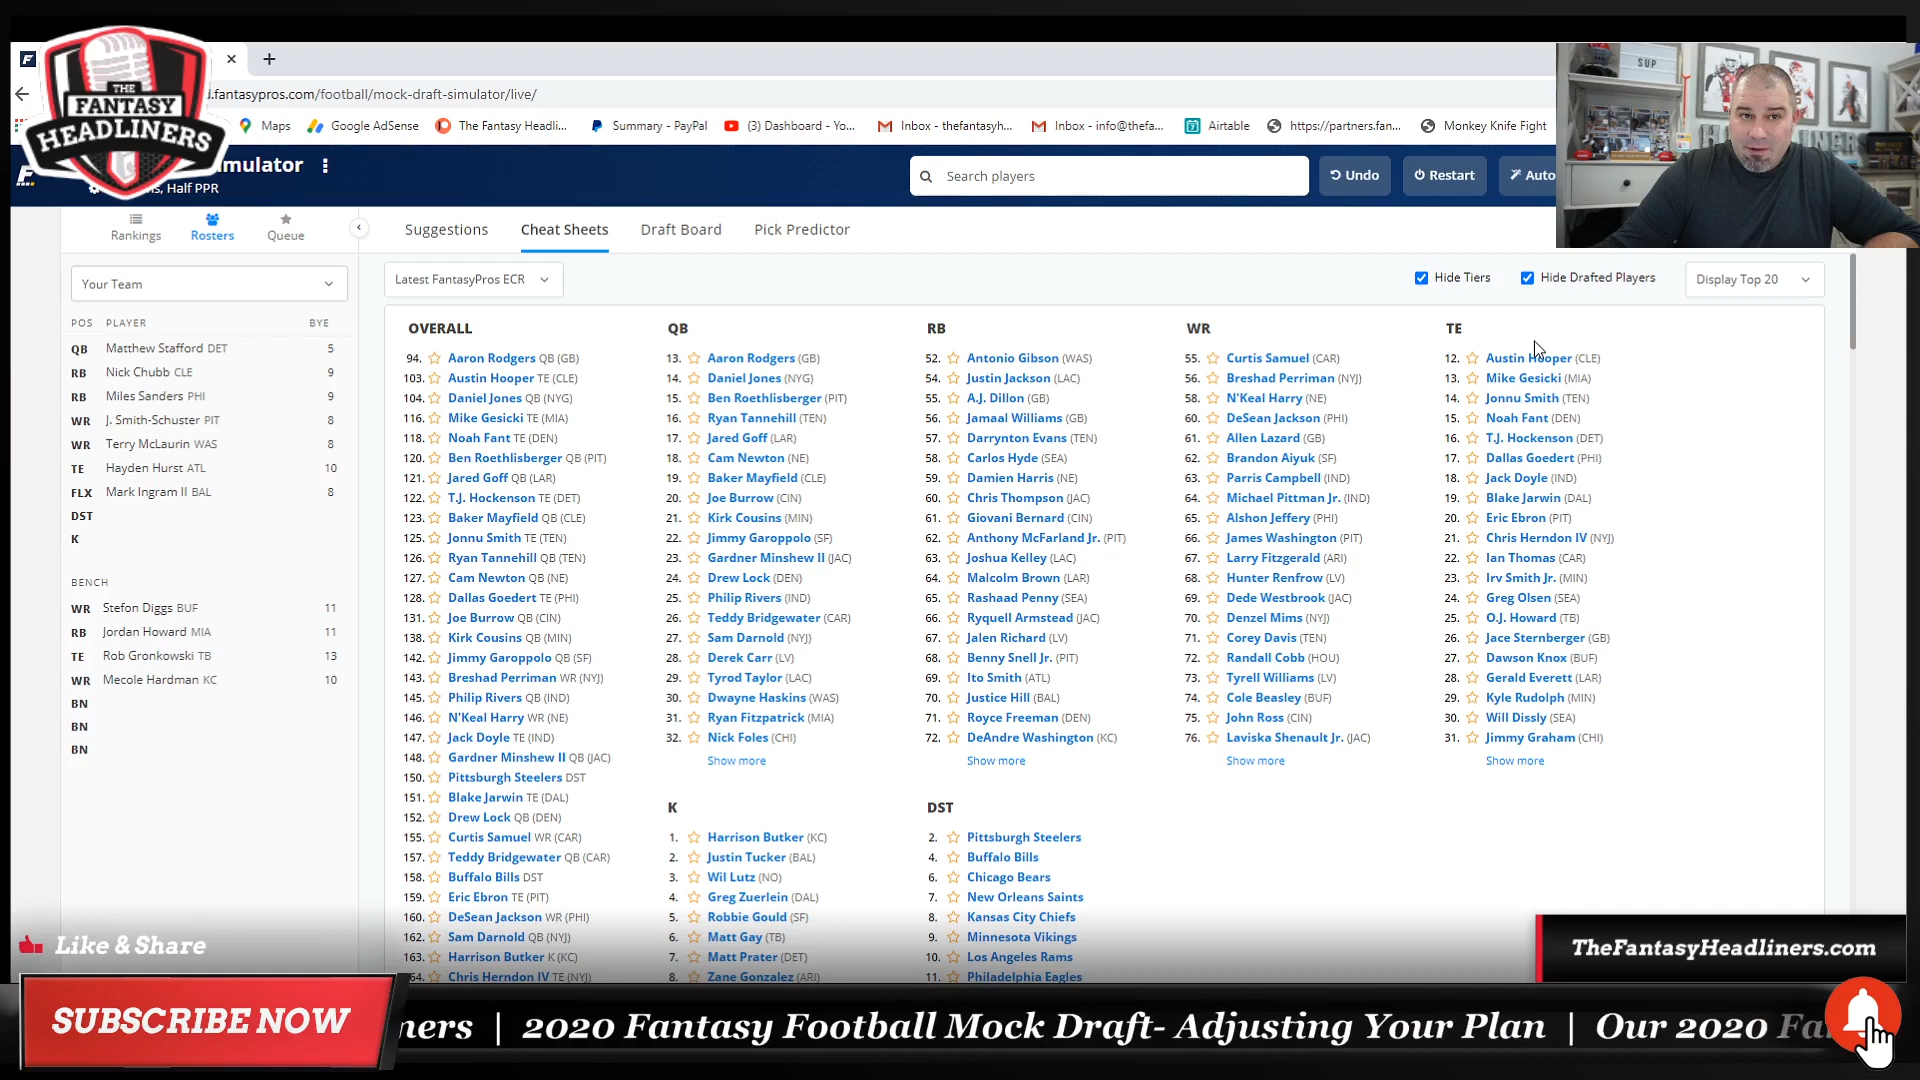 THE
FANTASY
HEADLINERS
SUP
d.fantasypros.com/football/mock-draft-simulator/live/
Maps
Google AdSense
The Fantasy Headli...
Summary - PayPal
(3) Dashboard - Yo...
Inbox - thefantasyh...
Inbox - info@thefa...
Airtable
https://partners.fan...
Monkey Knife Fight
mulator
s, Half PPR
Search players
Undo
Restart
Auto
Rankings
Rosters
Queue
Suggestions
Cheat Sheets
Draft Board
Pick Predictor
Your Team
POS PLAYER BYE
QB Matthew Stafford DET 5
RB Nick Chubb CLE 9
RB Miles Sanders PHI 9
WR J. Smith-Schuster PIT 8
WR Terry McLaurin WAS 8
TE Hayden Hurst ATL 10
FLX Mark Ingram II BAL 8
DST
K
BENCH
WR Stefon Diggs BUF 11
RB Jordan Howard MIA 11
TE Rob Gronkowski TB 13
WR Mecole Hardman KC 10
BN
BN
BN
Latest FantasyPros ECR
Hide Tiers
Hide Drafted Players
Display Top 20
OVERALL
94. Aaron Rodgers QB (GB)
103. Austin Hooper TE (CLE)
104. Daniel Jones QB (NYG)
116. Mike Gesicki TE (MIA)
118. Noah Fant TE (DEN)
120. Ben Roethlisberger QB (PIT)
121. Jared Goff QB (LAR)
122. T.J. Hockenson TE (DET)
123. Baker Mayfield QB (CLE)
125. Jonnu Smith TE (TEN)
126. Ryan Tannehill QB (TEN)
127. Cam Newton QB (NE)
128. Dallas Goedert TE (PHI)
131. Joe Burrow QB (CIN)
138. Kirk Cousins QB (MIN)
142. Jimmy Garoppolo QB (SF)
143. Breshad Perriman WR (NYJ)
145. Philip Rivers QB (IND)
146. N'Keal Harry WR (NE)
147. Jack Doyle TE (IND)
148. Gardner Minshew II QB (JAC)
150. Pittsburgh Steelers DST
151. Blake Jarwin TE (DAL)
152. Drew Lock QB (DEN)
155. Curtis Samuel WR (CAR)
157. Teddy Bridgewater QB (CAR)
158. Buffalo Bills DST
159. Eric Ebron TE (PIT)
160. DeSean Jackson WR (PHI)
162. Sam Darnold QB (NYJ)
163. Harrison Butker K (KC)
64. Chris Herndon IV TE (NYJ)
QB
13. Aaron Rodgers (GB)
14. Daniel Jones (NYG)
15. Ben Roethlisberger (PIT)
16. Ryan Tannehill (TEN)
17. Jared Goff (LAR)
18. Cam Newton (NE)
19. Baker Mayfield (CLE)
20. Joe Burrow (CIN)
21. Kirk Cousins (MIN)
22. Jimmy Garoppolo (SF)
23. Gardner Minshew II (JAC)
24. Drew Lock (DEN)
25. Philip Rivers (IND)
26. Teddy Bridgewater (CAR)
27. Sam Darnold (NYJ)
28. Derek Carr (LV)
29. Tyrod Taylor (LAC)
30. Dwayne Haskins (WAS)
31. Ryan Fitzpatrick (MIA)
32. Nick Foles (CHI)
Show more
RB
52. Antonio Gibson (WAS)
54. Justin Jackson (LAC)
55. A.J. Dillon (GB)
56. Jamaal Williams (GB)
57. Darrynton Evans (TEN)
58. Carlos Hyde (SEA)
59. Damien Harris (NE)
60. Chris Thompson (JAC)
61. Giovani Bernard (CIN)
62. Anthony McFarland Jr. (PIT)
63. Joshua Kelley (LAC)
64. Malcolm Brown (LAR)
65. Rashaad Penny (SEA)
66. Ryquell Armstead (JAC)
67. Jalen Richard (LV)
68. Benny Snell Jr. (PIT)
69. Ito Smith (ATL)
70. Justice Hill (BAL)
71. Royce Freeman (DEN)
72. DeAndre Washington (KC)
Show more
WR
55. Curtis Samuel (CAR)
56. Breshad Perriman (NYJ)
58. N'Keal Harry (NE)
60. DeSean Jackson (PHI)
61. Allen Lazard (GB)
62. Brandon Aiyuk (SF)
63. Parris Campbell (IND)
64. Michael Pittman Jr. (IND)
65. Alshon Jeffery (PHI)
66. James Washington (PIT)
67. Larry Fitzgerald (ARI)
68. Hunter Renfrow (LV)
69. Dede Westbrook (JAC)
70. Denzel Mims (NYJ)
71. Corey Davis (TEN)
72. Randall Cobb (HOU)
73. Tyrell Williams (LV)
74. Cole Beasley (BUF)
75. John Ross (CIN)
76. Laviska Shenault Jr. (JAC)
Show more
TE
12. Austin Hooper (CLE)
13. Mike Gesicki (MIA)
14. Jonnu Smith (TEN)
15. Noah Fant (DEN)
16. T.J. Hockenson (DET)
17. Dallas Goedert (PHI)
18. Jack Doyle (IND)
19. Blake Jarwin (DAL)
20. Eric Ebron (PIT)
21. Chris Herndon IV (NYJ)
22. Ian Thomas (CAR)
23. Irv Smith Jr. (MIN)
24. Greg Olsen (SEA)
25. O.J. Howard (TB)
26. Jace Sternberger (GB)
27. Dawson Knox (BUF)
28. Gerald Everett (LAR)
29. Kyle Rudolph (MIN)
30. Will Dissly (SEA)
31. Jimmy Graham (CHI)
Show more
K
1. Harrison Butker (KC)
2. Justin Tucker (BAL)
3. Wil Lutz (NO)
4. Greg Zuerlein (DAL)
5. Robbie Gould (SF)
6. Matt Gay (TB)
7. Matt Prater (DET)
8. Zane Gonzalez (ARI)
DST
2. Pittsburgh Steelers
4. Buffalo Bills
6. Chicago Bears
7. New Orleans Saints
8. Kansas City Chiefs
9. Minnesota Vikings
10. Los Angeles Rams
11. Philadelphia Eagles
Like & Share
TheFantasyHeadliners.com
SUBSCRIBE NOW
ners | 2020 Fantasy Football Mock Draft- Adjusting Your Plan | Our 2020 Fa